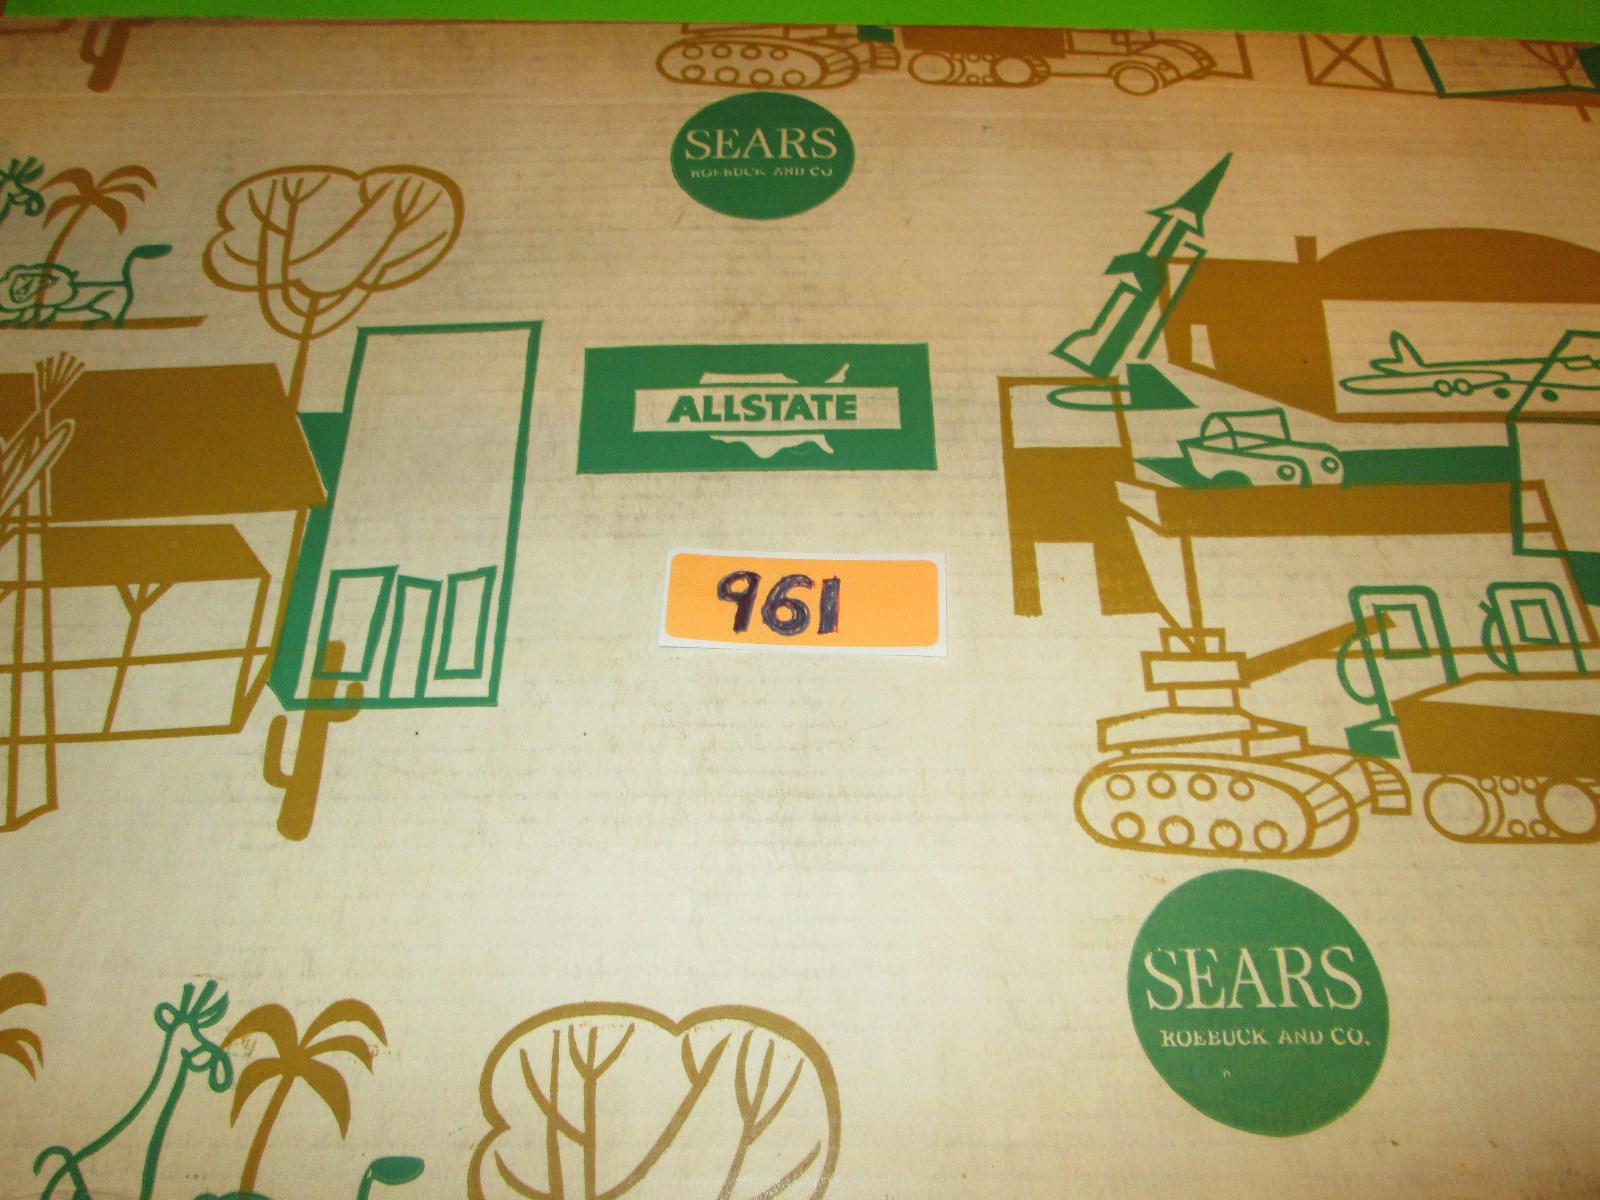 SEARS
ROEBUCK AND CO
ALLSTATE
961
SEARS
ROEBUCK AND CO.